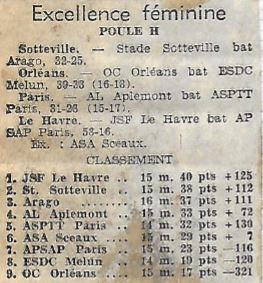 Excellence féminine
POULE H
Sotteville. — Stade Sotteville bat
Arago, 32-25.
Orléans. — OC Orléans bat ESDC
Melun, 39-33 (16-18).
Paris. — AL Aplemont bat ASPTT
Paris, 31-26 (15-17).
Le Havre. — JSF Le Havre bat AP
SAP Paris, 53-16.
Ex. : ASA Sceaux.
CLASSEMENT
1. JSF Le Havre .. 15 m. 40 pts +125
2. St. Sotteville .. 15 m. 38 pts +112
3. Arago .. 16 m. 37 pts +111
4. AL Aplemont .. 15 m. 33 pts + 72
5. ASPTT Paris .. 14 m. 32 pts +139
6. ASA Sceaux .. 15 m. 29 pts + 7
7. APSAP Paris .. 15 m. 23 pts —116
8. ESDC Melun .. 14 m. 19 pts —120
9. OC Orléans .. 15 m. 17 pts —321